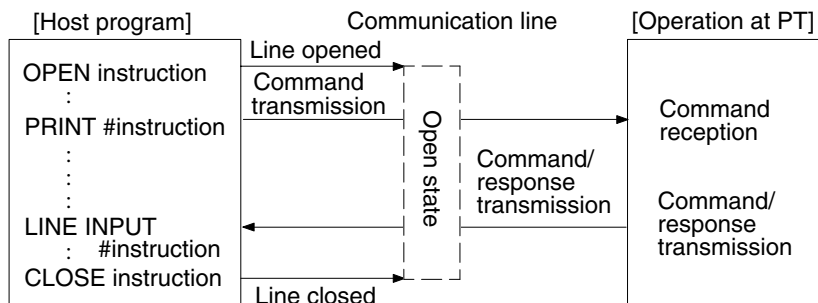 [Host program]
Communication line
[Operation at PT]
OPEN instruction
:
PRINT #instruction
:
:
:
:
LINE INPUT
: #instruction
CLOSE instruction
Line opened
Command
transmission
Line closed
Open state
Command/
response
transmission
Command
reception
Command/
response
transmission